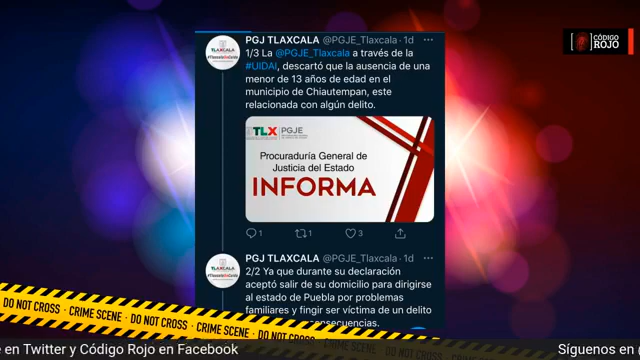 PGJ TLAXCALA @PGJE_Tlaxcala · 1d ···
1/3 La @PGJE_Tlaxcala a través de la
#UIDAI, descartó que la ausencia de una
menor de 13 años de edad en el
municipio de Chiautempan, este
relacionada con algún delito.
TLX PGJE
Procuraduría General de
Justicia del Estado
INFORMA
1 1 3
PGJ TLAXCALA @PGJE_Tlaxcala · 1d ···
2/2 Ya que durante su declaración
aceptó salir de su domicilio para dirigirse
al estado de Puebla por problemas
familiares y fingir ser víctima de un delito
consecuencias.
CÓDIGO
ROJO
DO NOT CROSS · CRIME SCENE · DO NOT CROSS · CRIME SCENE · DO NOT CROSS
e en Twitter y Código Rojo en Facebook
Síguenos en